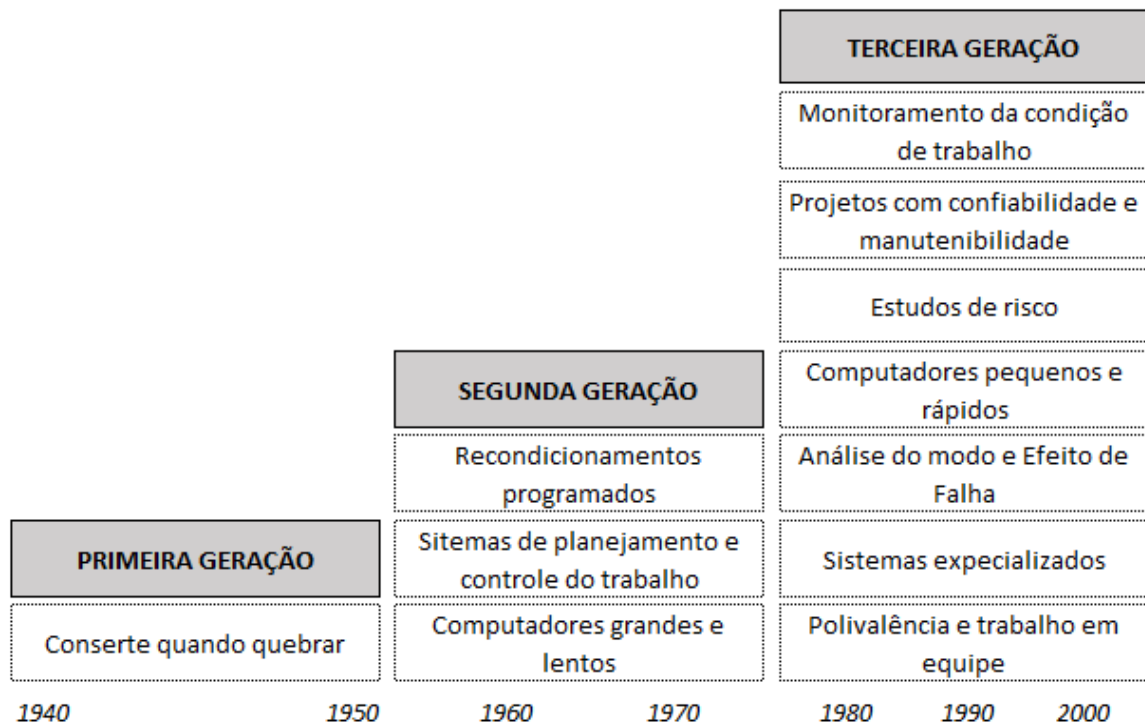 PRIMEIRA GERAÇÃO
Conserte quando quebrar
SEGUNDA GERAÇÃO
Recondicionamentos
programados
Sitemas de planejamento e
controle do trabalho
Computadores grandes e
lentos
TERCEIRA GERAÇÃO
Monitoramento da condição
de trabalho
Projetos com confiabilidade e
manutenibilidade
Estudos de risco
Computadores pequenos e
rápidos
Análise do modo e Efeito de
Falha
Sistemas expecializados
Polivalência e trabalho em
equipe
1940 1950 1960 1970 1980 1990 2000